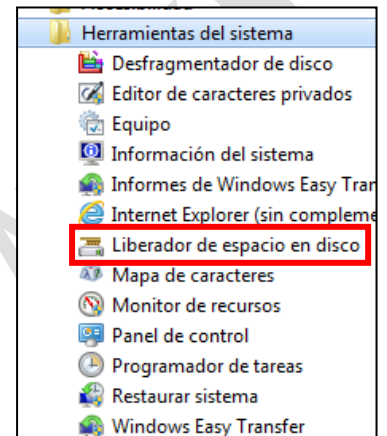 Herramientas del sistema
Desfragmentador de disco
Editor de caracteres privados
Equipo
Información del sistema
Informes de Windows Easy Tran
Internet Explorer (sin compleme
Liberador de espacio en disco
Mapa de caracteres
Monitor de recursos
Panel de control
Programador de tareas
Restaurar sistema
Windows Easy Transfer